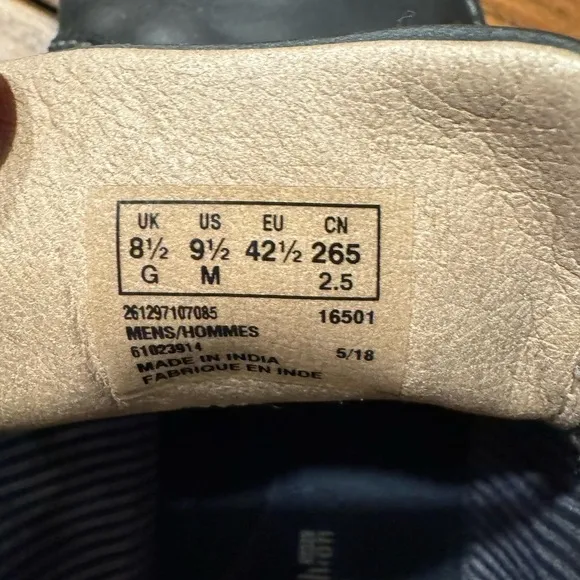 UK US EU CN
8½ 9½ 42½ 265
G M 2.5
261297107085 16501
MENS/HOMMES
61023914 5/18
MADE IN INDIA
FABRIQUE EN INDE